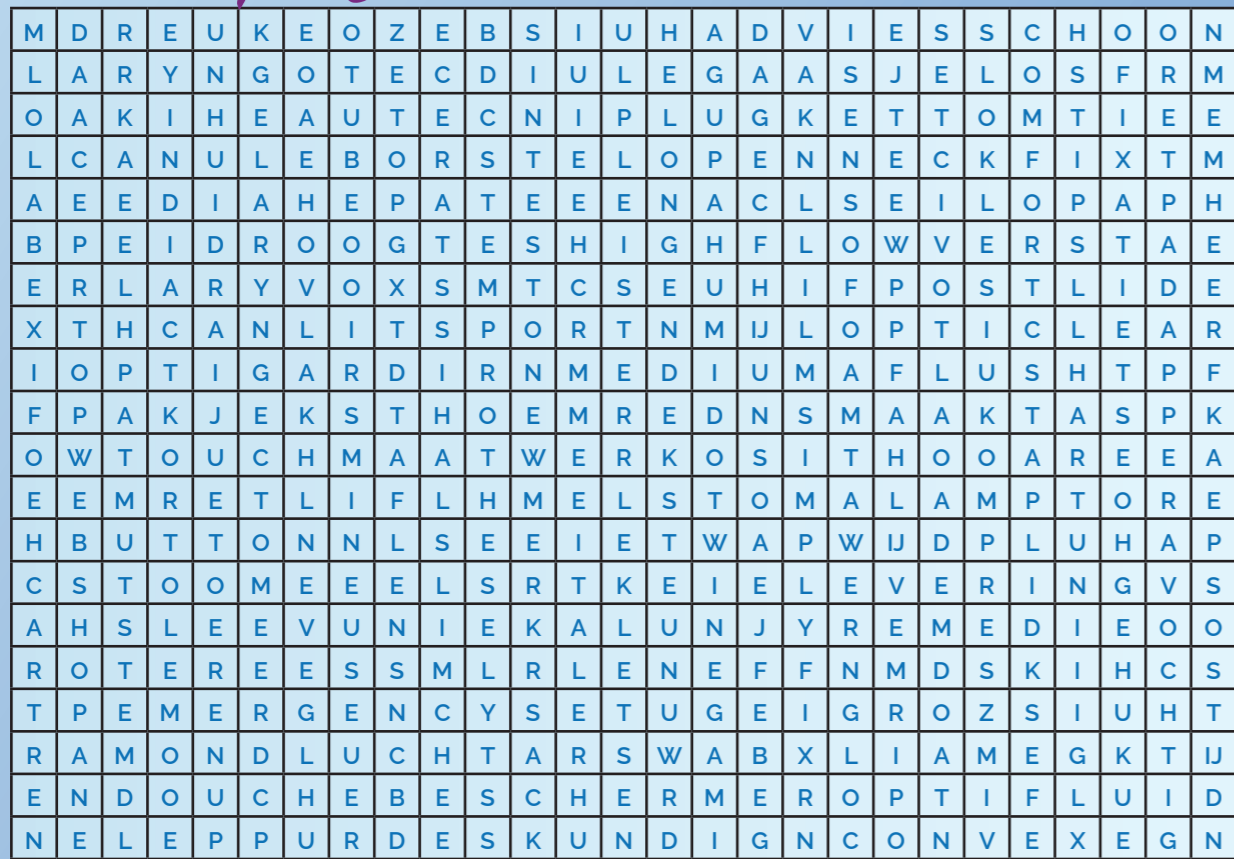 M D R E U K E O Z E B S I U H A D V I E S S C H O O N
L A R Y N G O T E C D I U L E G A A S J E L O S F R M
O A K I H E A U T E C N I P L U G K E T T O M T I E E
L C A N U L E B O R S T E L O P E N N E C K F I X T M
A E E D I A H E P A T E E E N A C L S E I L O P A P H
B P E I D R O O G T E S H I G H F L O W V E R S T A E
E R L A R Y V O X S M T C S E U H I F P O S T L I D E
X T H C A N L I T S P O R T N M IJ L O P T I C L E A R
I O P T I G A R D I R N M E D I U M A F L U S H T P F
F P A K J E K S T H O E M R E D N S M A A K T A S P K
O W T O U C H M A A T W E R K O S I T H O O A R E E A
E E M R E T L I F L H M E L S T O M A L A M P T O R E
H B U T T O N N L S E E I E T W A P W IJ D P L U H A P
C S T O O M E E E L S R T K E I E L E V E R I N G V S
A H S L E E V U N I E K A L U N J Y R E M E D I E O O
R O T E R E E S S M L R L E N E F F N M D S K I H C S
T P E M E R G E N C Y S E T U G E I G R O Z S I U H T
R A M O N D L U C H T A R S W A B X L I A M E G K T IJ
E N D O U C H E B E S C H E R M E R O P T I F L U I D
N E L E P P U R D E S K U N D I G N C O N V E X E G N